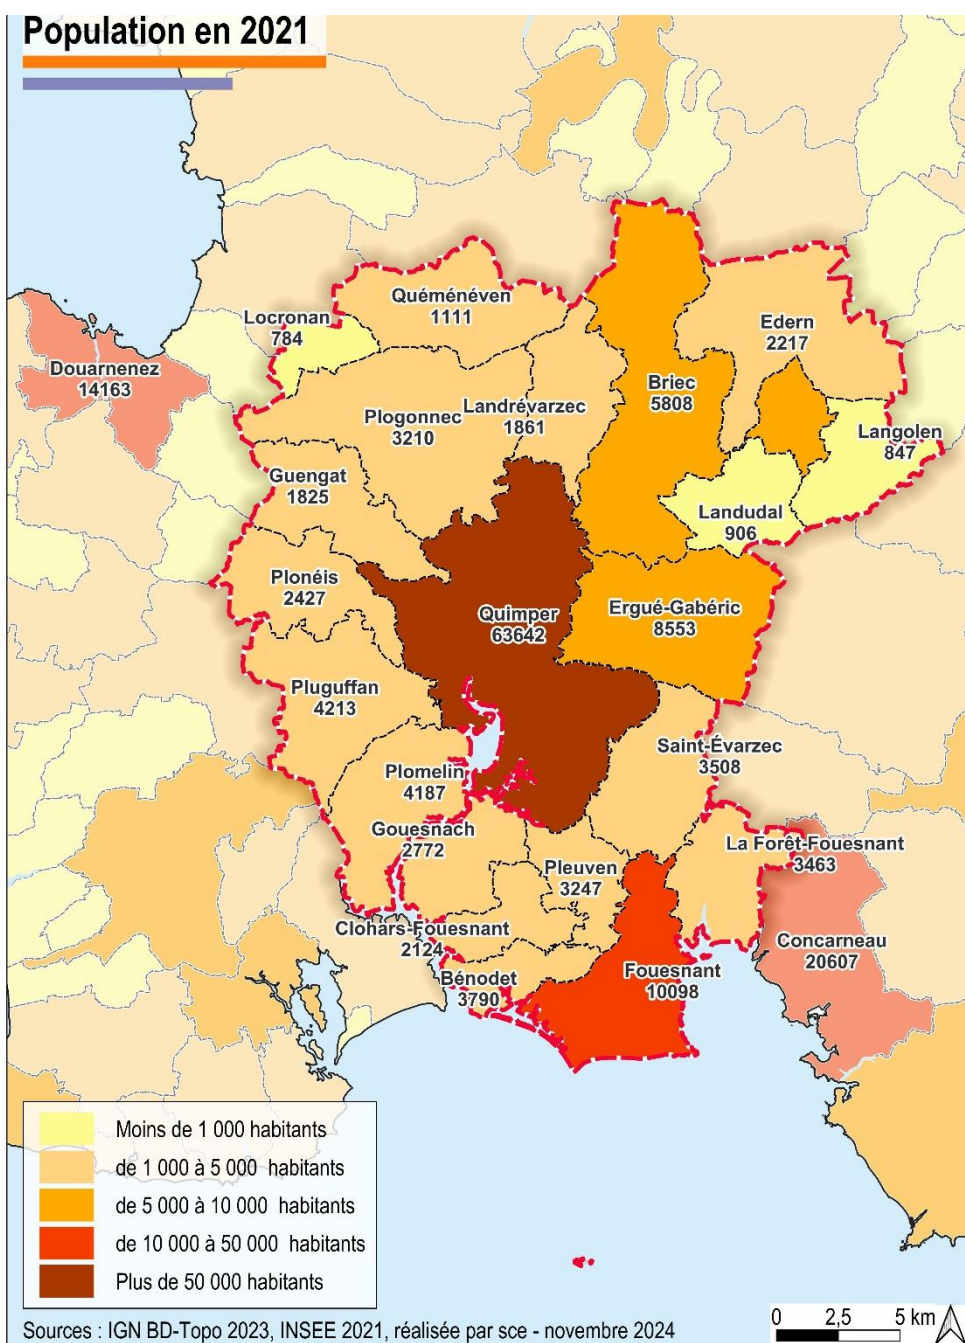 Population en 2021
Quéménéven
1111
Locronan
784
Edern
2217
Douarnenez
14163
Briec
5808
Plogonnec
3210
Landrévarzec
1861
Langolen
847
Guengat
1825
Landudal
906
Plonéis
2427
Quimper
63642
Ergué-Gabéric
8553
Pluguffan
4213
Saint-Évarzec
3508
Plomelin
4187
Gouesnach
2772
La Forêt-Fouesnant
3463
Pleuven
3247
Clohars-Fouesnant
2124
Concarneau
20607
Bénodet
3790
Fouesnant
10098
Moins de 1 000 habitants
de 1 000 à 5 000 habitants
de 5 000 à 10 000 habitants
de 10 000 à 50 000 habitants
Plus de 50 000 habitants
0 2,5 5 km
Sources : IGN BD-Topo 2023, INSEE 2021, réalisée par sce - novembre 2024